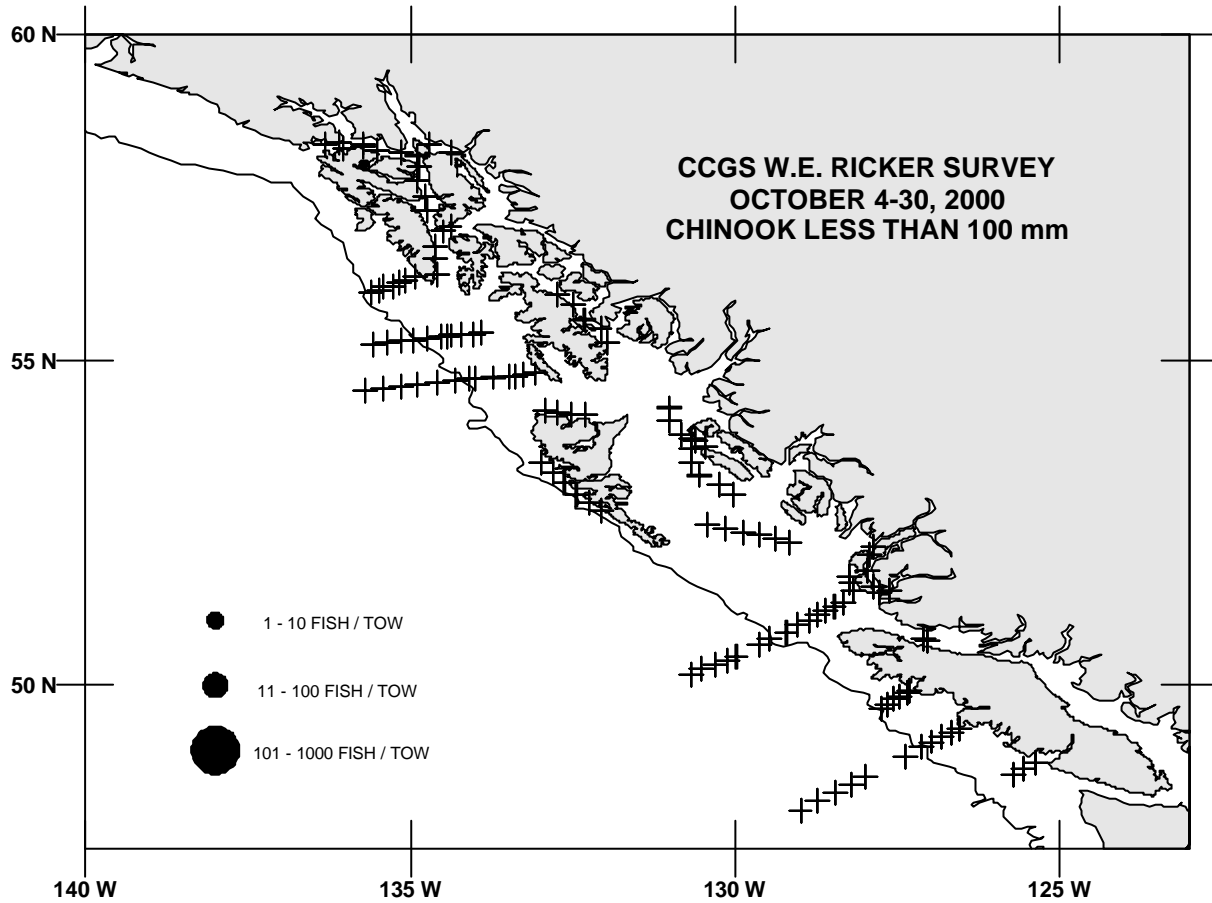 60 N
CCGS W.E. RICKER SURVEY
OCTOBER 4-30, 2000
CHINOOK LESS THAN 100 mm
55 N
1 - 10 FISH / TOW
50 N
11 - 100 FISH / TOW
101 - 1000 FISH / TOW
140 W
135 W
130 W
125 W